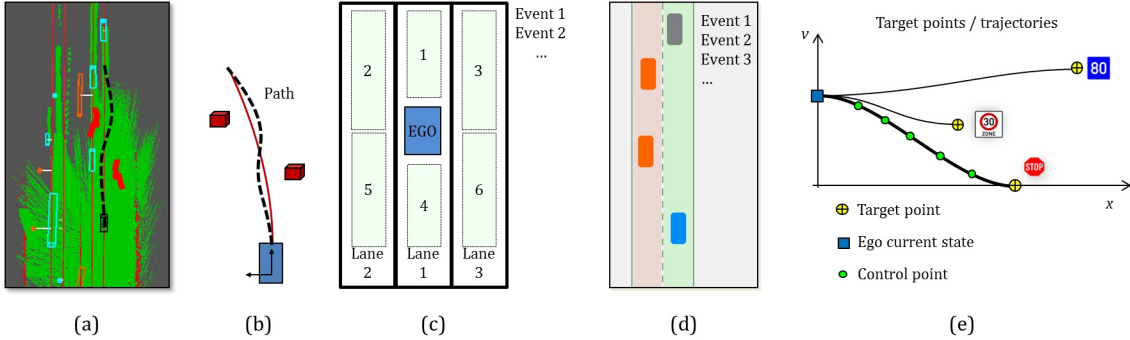 Path
2
1
3
EGO
5
4
6
Lane
2
Lane
1
Lane
3
Event 1
Event 2
...
Event 1
Event 2
Event 3
...
Target points / trajectories
v
80
30
ZONE
STOP
x
Target point
Ego current state
Control point
(a)
(b)
(c)
(d)
(e)